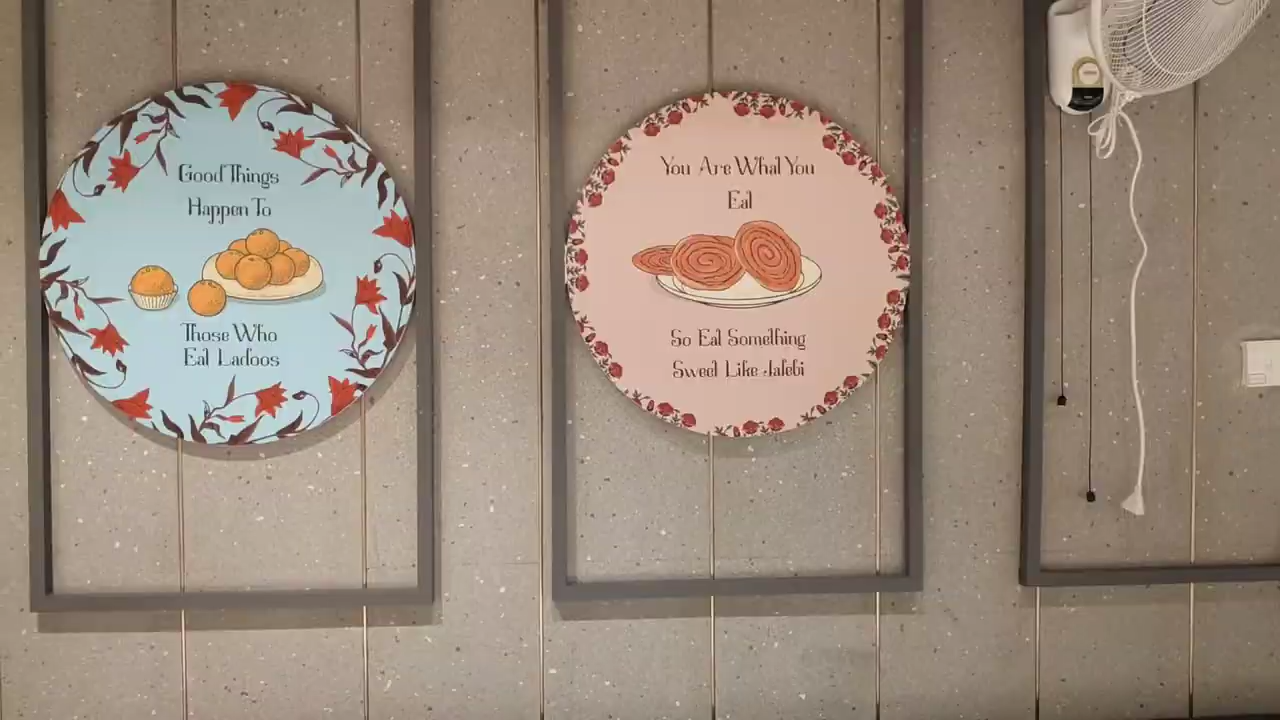 Good Things
Happen To
Those Who
Eat Ladoos
You Are What You
Eat
So Eat Something
Sweet Like Jalebi